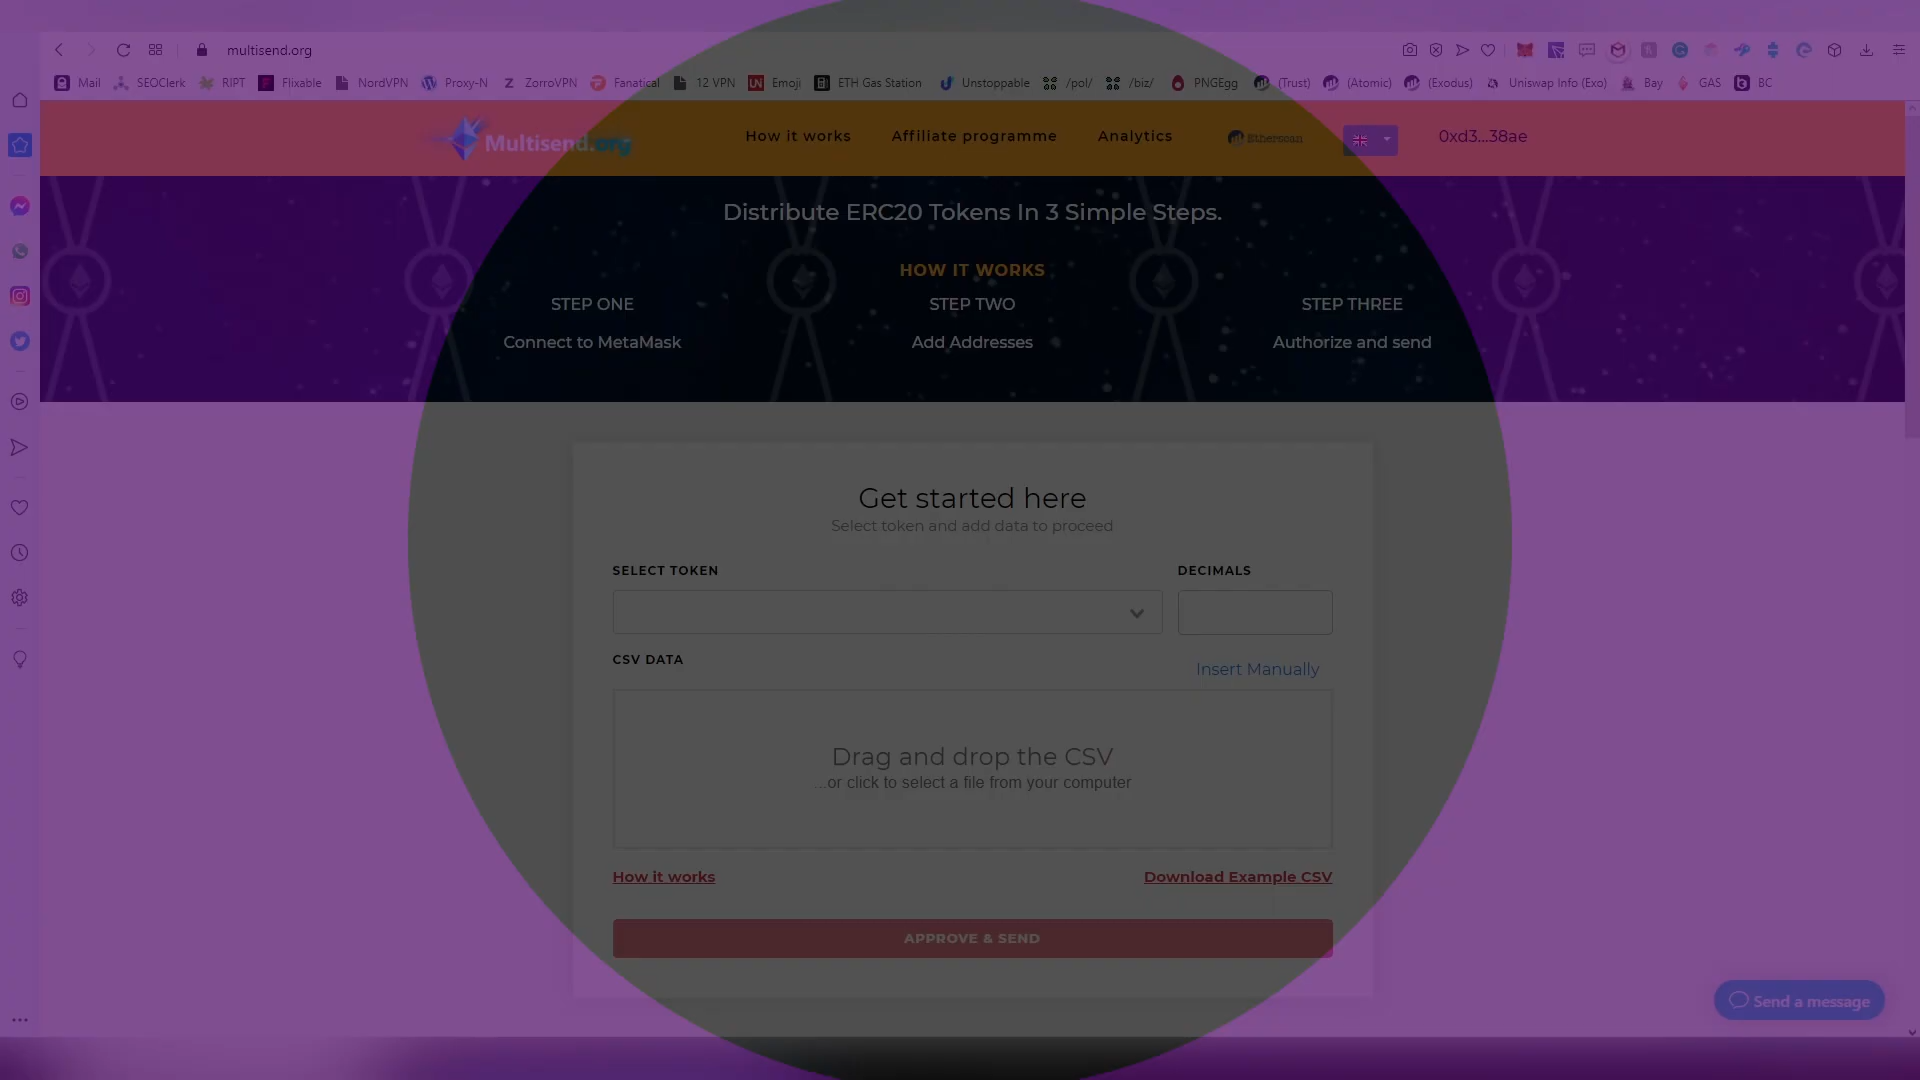 multisend.org
Mail SEOClerk RIPT Flixable NordVPN Proxy-N ZorroVPN Fanatical 12 VPN Emoji ETH Gas Station Unstoppable /pol/ /biz/ PNGEgg (Trust) (Atomic) (Exodus) Uniswap Info (Exo) Bay GAS BC
Multisend.org How it works Affiliate programme Analytics Etherscan 0xd3...38ae
Distribute ERC20 Tokens In 3 Simple Steps.
HOW IT WORKS
STEP ONE STEP TWO STEP THREE
Connect to MetaMask Add Addresses Authorize and send
Get started here
Select token and add data to proceed
SELECT TOKEN DECIMALS
CSV DATA Insert Manually
Drag and drop the CSV
...or click to select a file from your computer
How it works Download Example CSV
APPROVE & SEND
Send a message